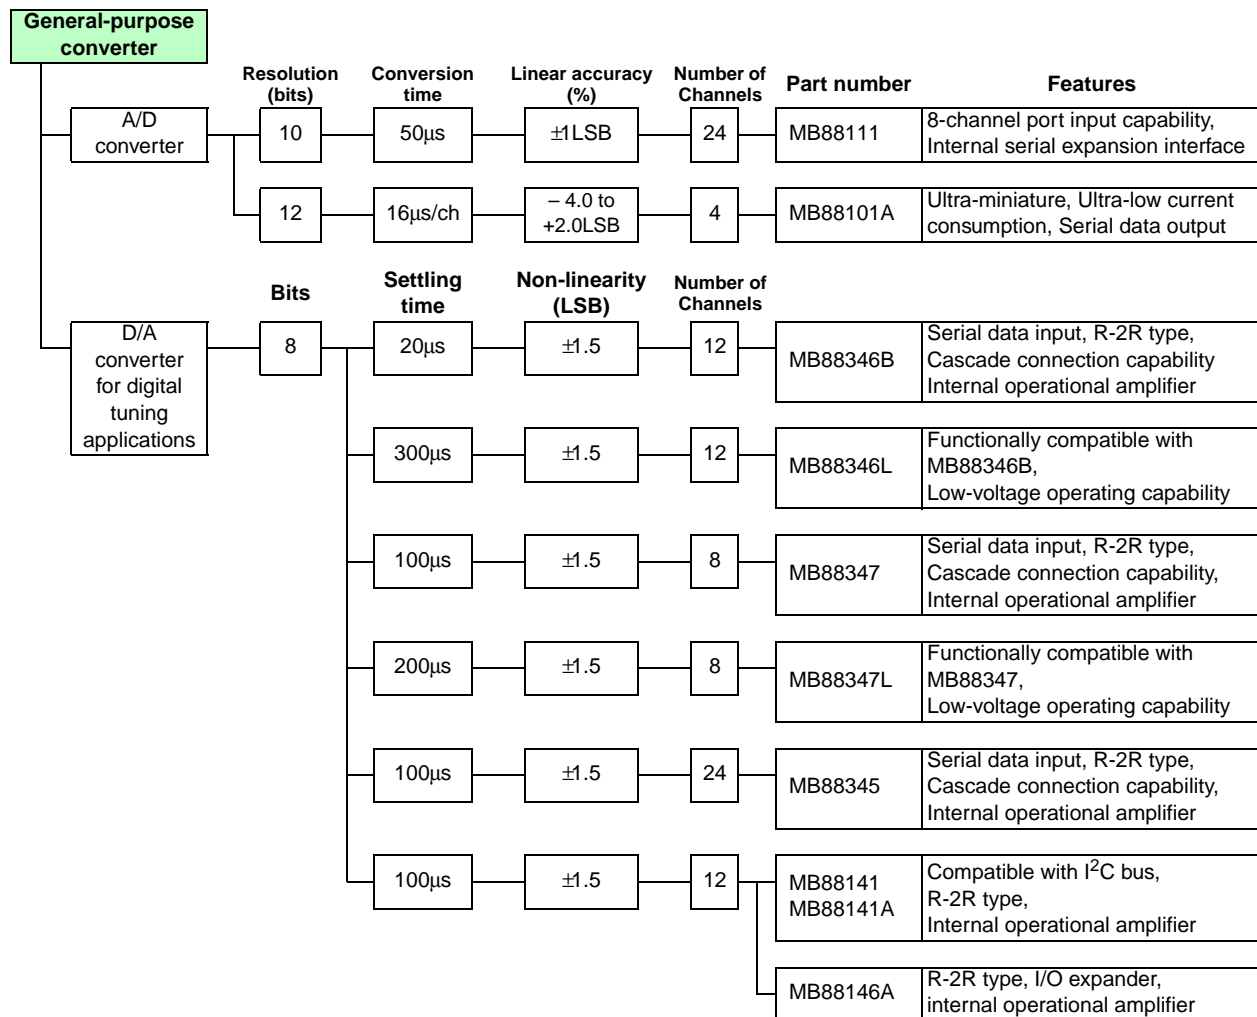 General-purpose
converter
Resolution
(bits)
Conversion
time
Linear accuracy
(%)
Number of
Channels
Part number
Features
A/D
converter
10
50μs
±1LSB
24
MB88111
8-channel port input capability,
Internal serial expansion interface
12
16μs/ch
– 4.0 to
+2.0LSB
4
MB88101A
Ultra-miniature, Ultra-low current
consumption, Serial data output
Bits
Settling
time
Non-linearity
(LSB)
Number of
Channels
D/A
converter
for digital
tuning
applications
8
20μs
±1.5
12
MB88346B
Serial data input, R-2R type,
Cascade connection capability
Internal operational amplifier
300μs
±1.5
12
MB88346L
Functionally compatible with
MB88346B,
Low-voltage operating capability
100μs
±1.5
8
MB88347
Serial data input, R-2R type,
Cascade connection capability,
Internal operational amplifier
200μs
±1.5
8
MB88347L
Functionally compatible with
MB88347,
Low-voltage operating capability
100μs
±1.5
24
MB88345
Serial data input, R-2R type,
Cascade connection capability,
Internal operational amplifier
100μs
±1.5
12
MB88141
MB88141A
Compatible with I²C bus,
R-2R type,
Internal operational amplifier
MB88146A
R-2R type, I/O expander,
internal operational amplifier